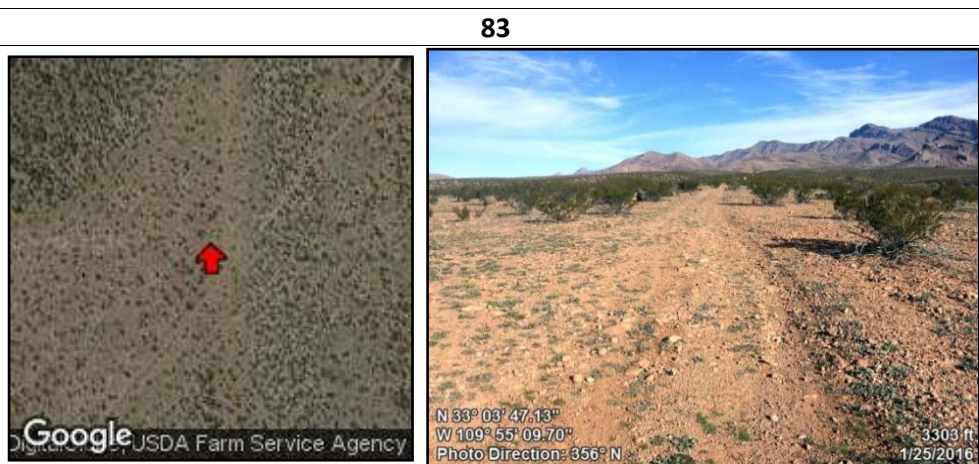 83
Google
USDA Farm Service Agency
N 33° 03' 47.13"
W 109° 55' 09.70"
Photo Direction: 356° N
3303 ft
1/25/2016